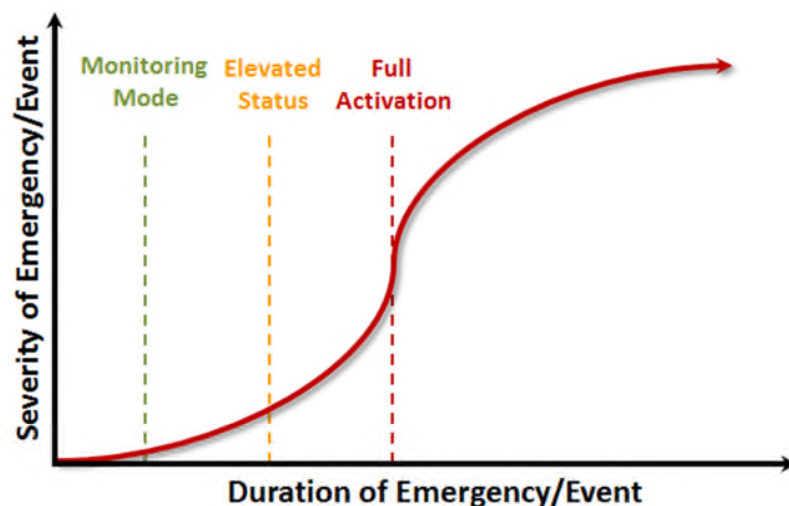 Monitoring
Mode
Elevated
Status
Full
Activation
Severity of Emergency/Event
Duration of Emergency/Event